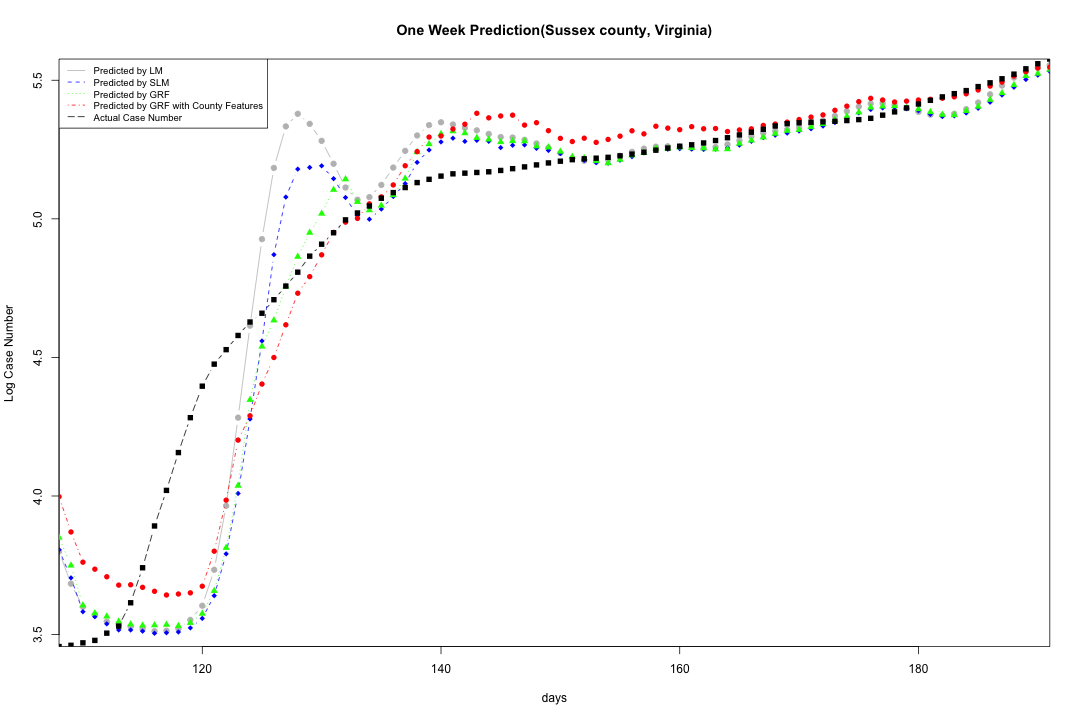 One Week Prediction(Sussex county, Virginia)
Predicted by LM
Predicted by SLM
Predicted by GRF
Predicted by GRF with County Features
Actual Case Number
5.5
5.0
4.5
4.0
3.5
Log Case Number
120 140 160 180
days